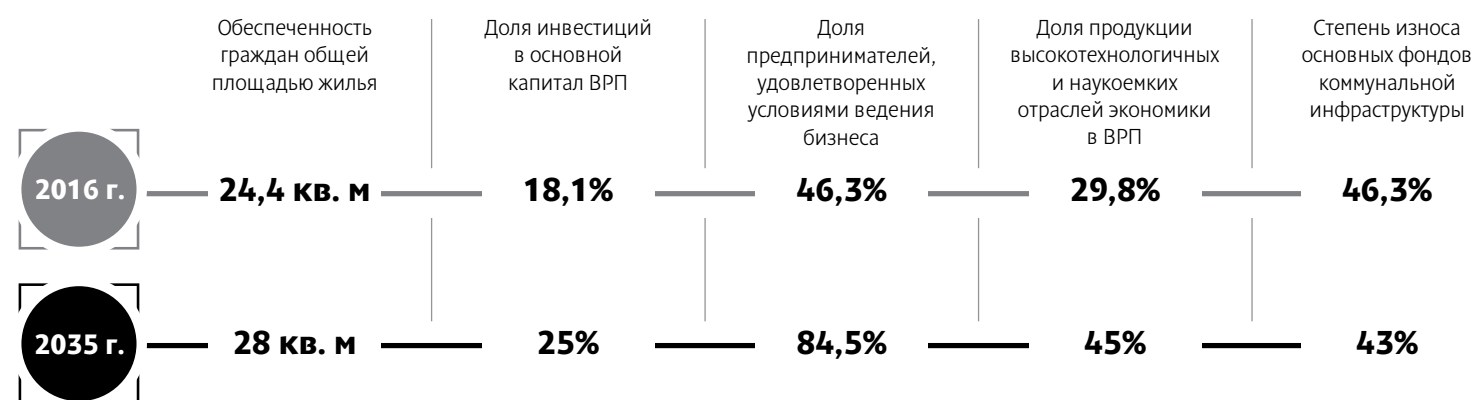 Обеспеченность
граждан общей
площадью жилья
Доля инвестиций
в основной
капитал ВРП
Доля
предпринимателей,
удовлетворенных
условиями ведения
бизнеса
Доля продукции
высокотехнологичных
и наукоемких
отраслей экономики
в ВРП
Степень износа
основных фондов
коммунальной
инфраструктуры
2016 г. 24,4 кв. м 18,1% 46,3% 29,8% 46,3%
2035 г. 28 кв. м 25% 84,5% 45% 43%